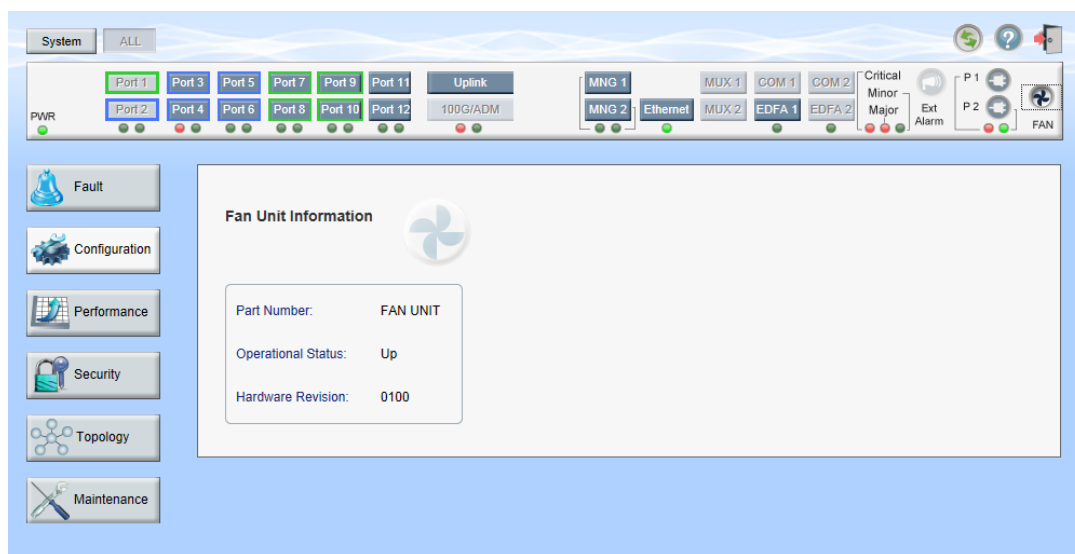 System ALL
Port 1 Port 3 Port 5 Port 7 Port 9 Port 11 Uplink MNG 1 MUX 1 COM 1 COM 2 Critical P 1
Minor
PWR Port 2 Port 4 Port 6 Port 8 Port 10 Port 12 100G/ADM MNG 2 Ethernet MUX 2 EDFA 1 EDFA 2 Major Ext P 2
Alarm FAN
Fault
Fan Unit Information
Configuration
Performance Part Number: FAN UNIT
Operational Status: Up
Security
Hardware Revision: 0100
Topology
Maintenance